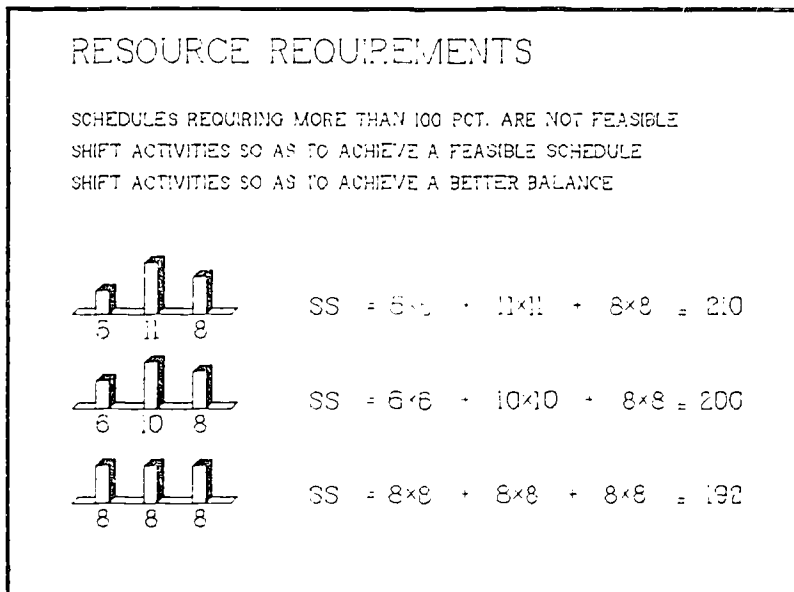 RESOURCE REQUIREMENTS
SCHEDULES REQUIRING MORE THAN 100 PCT. ARE NOT FEASIBLE
SHIFT ACTIVITIES SO AS TO ACHIEVE A FEASIBLE SCHEDULE
SHIFT ACTIVITIES SO AS TO ACHIEVE A BETTER BALANCE
5 11 8
SS = 5×5 + 11×11 + 8×8 = 210
6 10 8
SS = 6×6 + 10×10 + 8×8 = 200
8 8 8
SS = 8×8 + 8×8 + 8×8 = 192